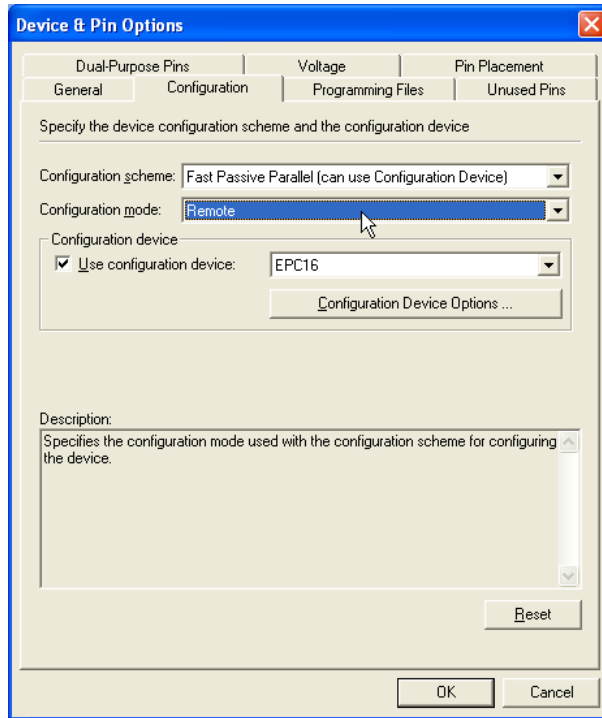 Device & Pin Options
Dual-Purpose Pins Voltage Pin Placement
General Configuration Programming Files Unused Pins
Specify the device configuration scheme and the configuration device
Configuration scheme: Fast Passive Parallel (can use Configuration Device)
Configuration mode: Remote
Configuration device
Use configuration device: EPC16
Configuration Device Options ...
Description:
Specifies the configuration mode used with the configuration scheme for configuring
the device.
Reset
OK Cancel